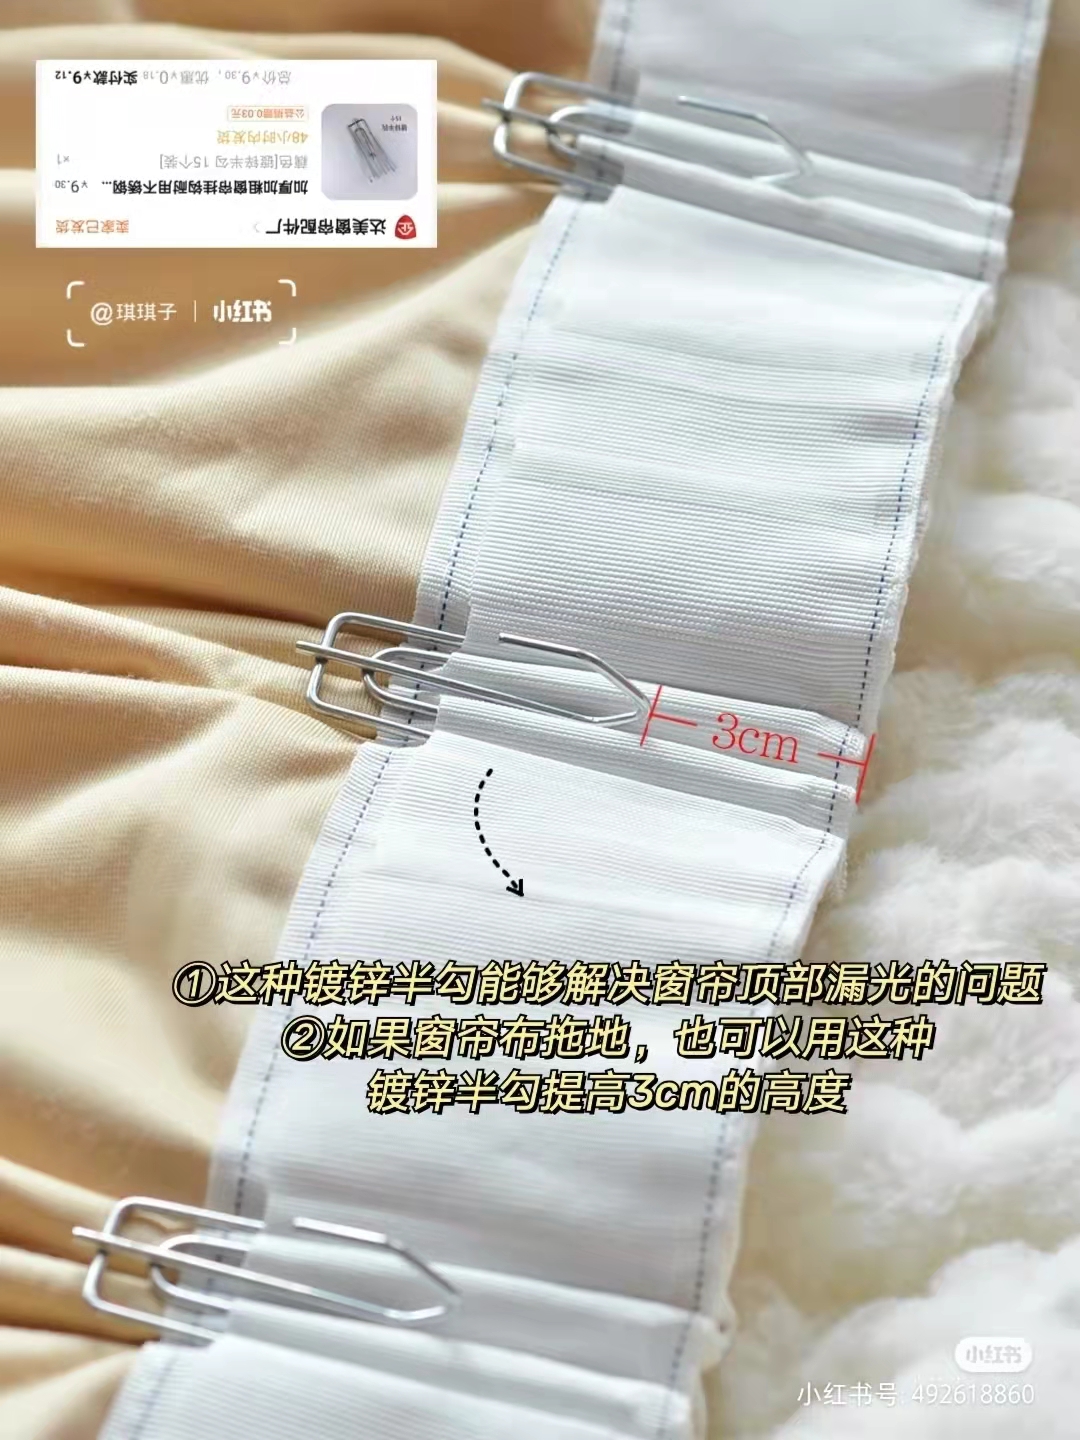 达美窗帘配件厂
卖家已发货
加厚加粗窗帘挂钩耐用不锈钢...
¥9.30
颜色[镀锌半勾 15个装]
×1
48小时内发货
公益捐赠0.03元
总价¥9.30，优惠¥0.18 实付款¥9.12
@琪琪子 | 小红书
3cm
①这种镀锌半勾能够解决窗帘顶部漏光的问题
②如果窗帘布拖地，也可以用这种
镀锌半勾提高3cm的高度
小红书
小红书号: 492618860